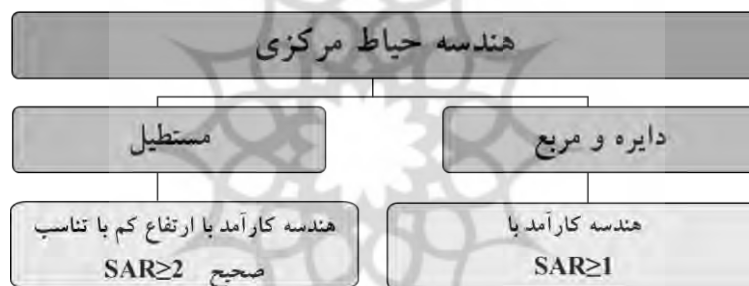 هندسه حیاط مرکزی
دایره و مربع
مستطیل
هندسه کارآمد با
SAR≥1
هندسه کارآمد با ارتفاع کم با تناسب
صحیح SAR≥2